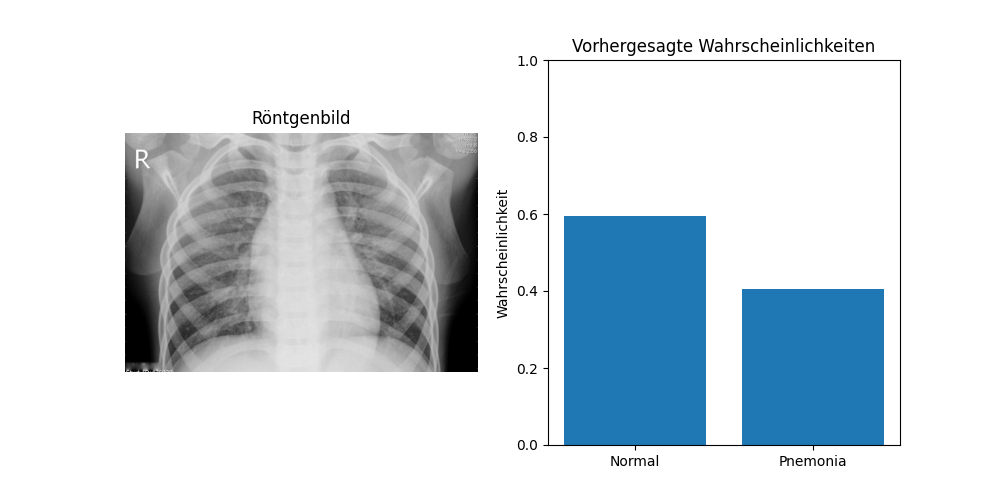 Röntgenbild
R
Vorhergesagte Wahrscheinlichkeiten
Wahrscheinlichkeit
1.0
0.8
0.6
0.4
0.2
0.0
Normal
Pnemonia